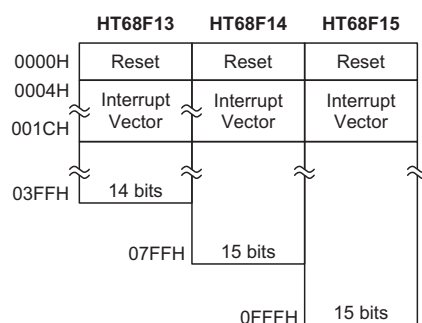 HT68F13 HT68F14 HT68F15
0000H Reset Reset Reset
0004H
Interrupt Vector Interrupt Vector Interrupt Vector
001CH
03FFH 14 bits
07FFH 15 bits
0FFFH 15 bits